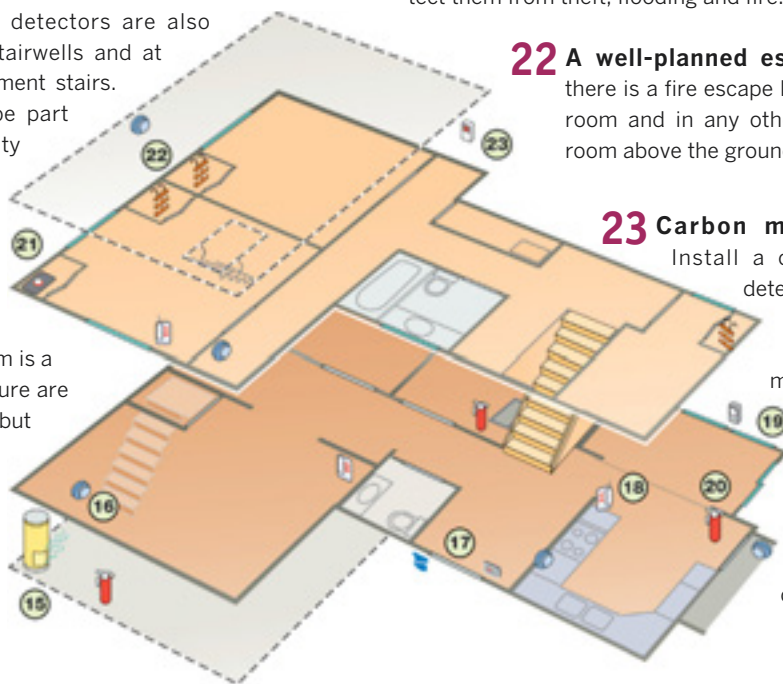 detectors are also
tairwells and at
ment stairs.
be part
ty
m is a
ure are
but
tect them from theft, flooding and fire.
22 A well-planned es
there is a fire escape
room and in any oth
room above the groun
23 Carbon m
Install a
dete
m
22
23
21
19
16
18
20
17
15